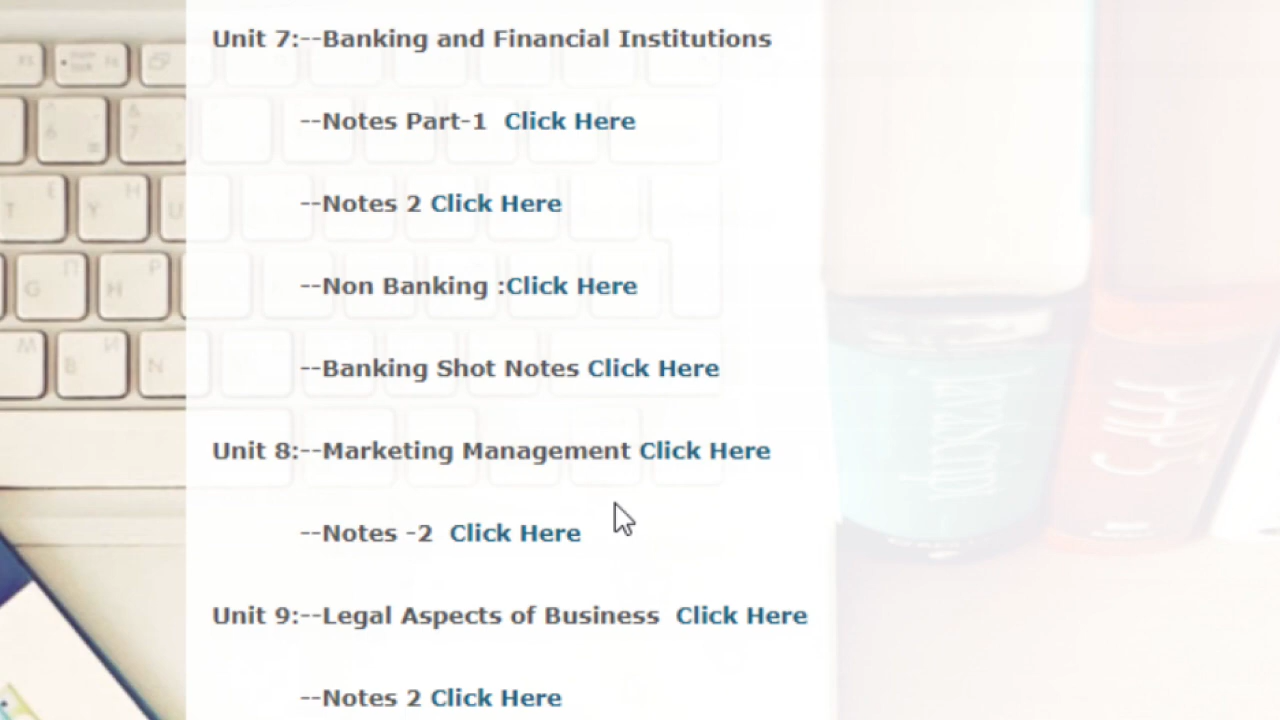 Unit 7:--Banking and Financial Institutions
--Notes Part-1 Click Here
--Notes 2 Click Here
--Non Banking :Click Here
--Banking Shot Notes Click Here
Unit 8:--Marketing Management Click Here
--Notes -2 Click Here
Unit 9:--Legal Aspects of Business Click Here
--Notes 2 Click Here